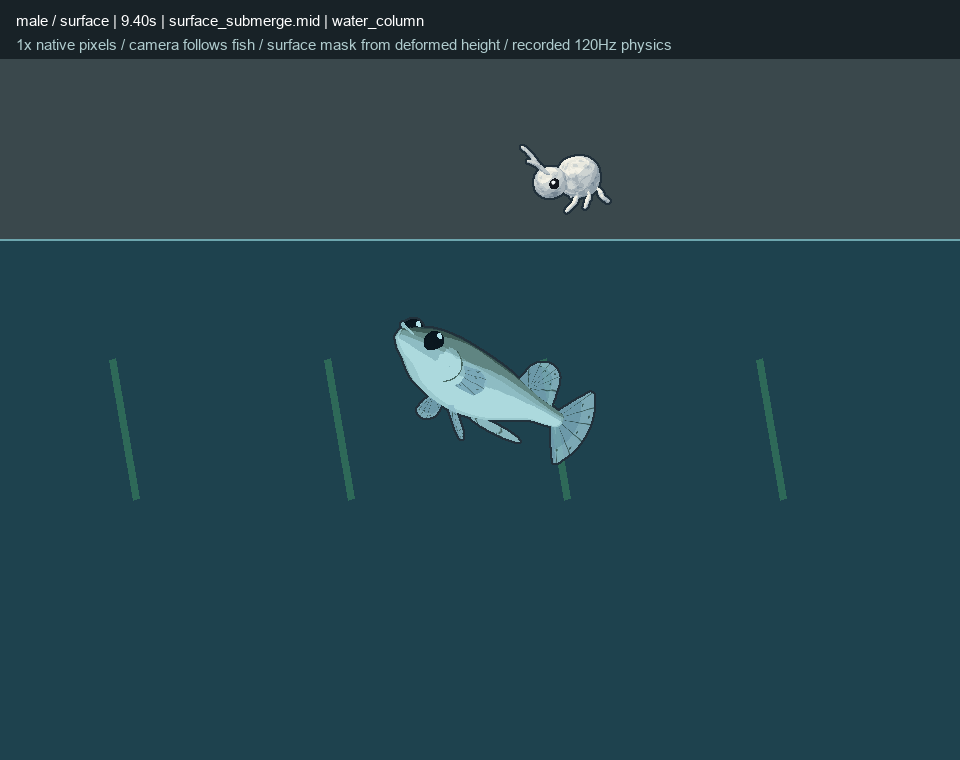 male / surface | 9.40s | surface_submerge.mid | water_column
1x native pixels / camera follows fish / surface mask from deformed height / recorded 120Hz physics